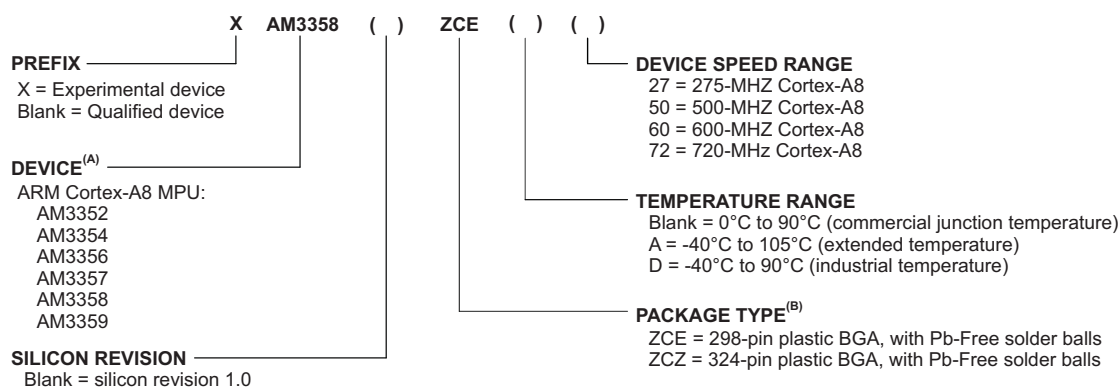 X AM3358 ( ) ZCE ( ) ( )
PREFIX
X = Experimental device
Blank = Qualified device
DEVICE(A)
ARM Cortex-A8 MPU:
AM3352
AM3354
AM3356
AM3357
AM3358
AM3359
SILICON REVISION
Blank = silicon revision 1.0
DEVICE SPEED RANGE
27 = 275-MHZ Cortex-A8
50 = 500-MHZ Cortex-A8
60 = 600-MHZ Cortex-A8
72 = 720-MHz Cortex-A8
TEMPERATURE RANGE
Blank = 0°C to 90°C (commercial junction temperature)
A = -40°C to 105°C (extended temperature)
D = -40°C to 90°C (industrial temperature)
PACKAGE TYPE(B)
ZCE = 298-pin plastic BGA, with Pb-Free solder balls
ZCZ = 324-pin plastic BGA, with Pb-Free solder balls